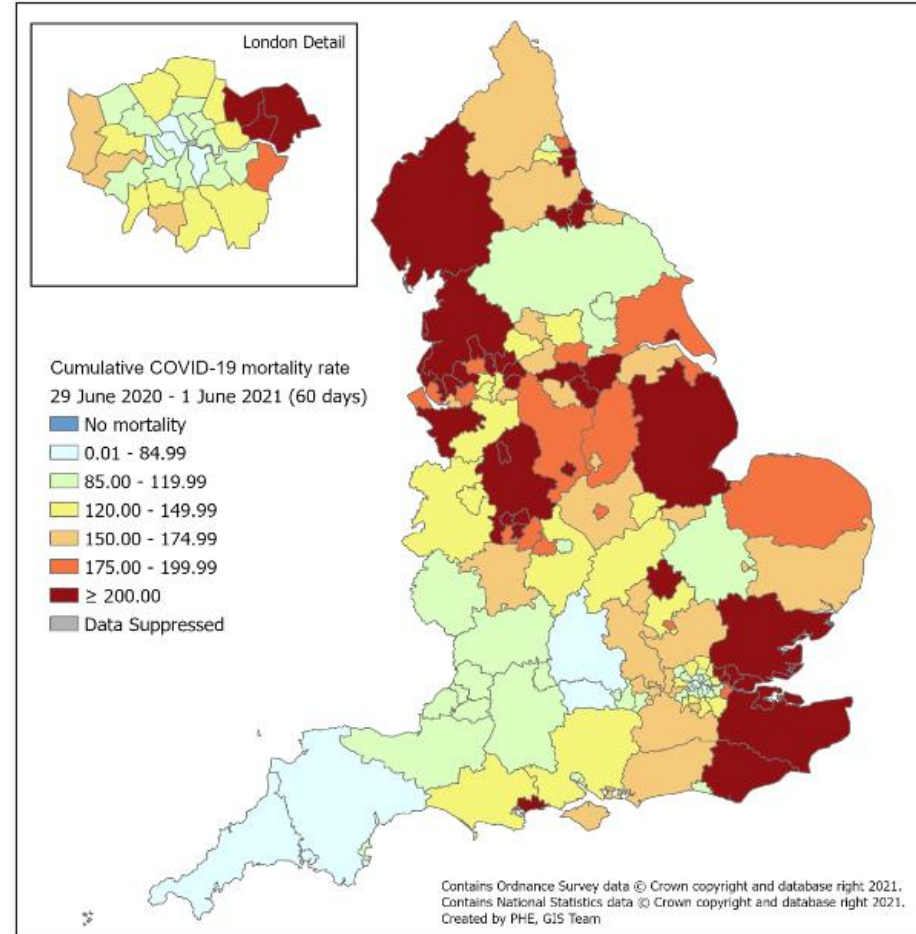 London Detail
Cumulative COVID-19 mortality rate
29 June 2020 - 1 June 2021 (60 days)
No mortality
0.01 - 84.99
85.00 - 119.99
120.00 - 149.99
150.00 - 174.99
175.00 - 199.99
≥ 200.00
Data Suppressed
Contains Ordnance Survey data © Crown copyright and database right 2021.
Contains National Statistics data © Crown copyright and database right 2021.
Created by PHE, GIS Team